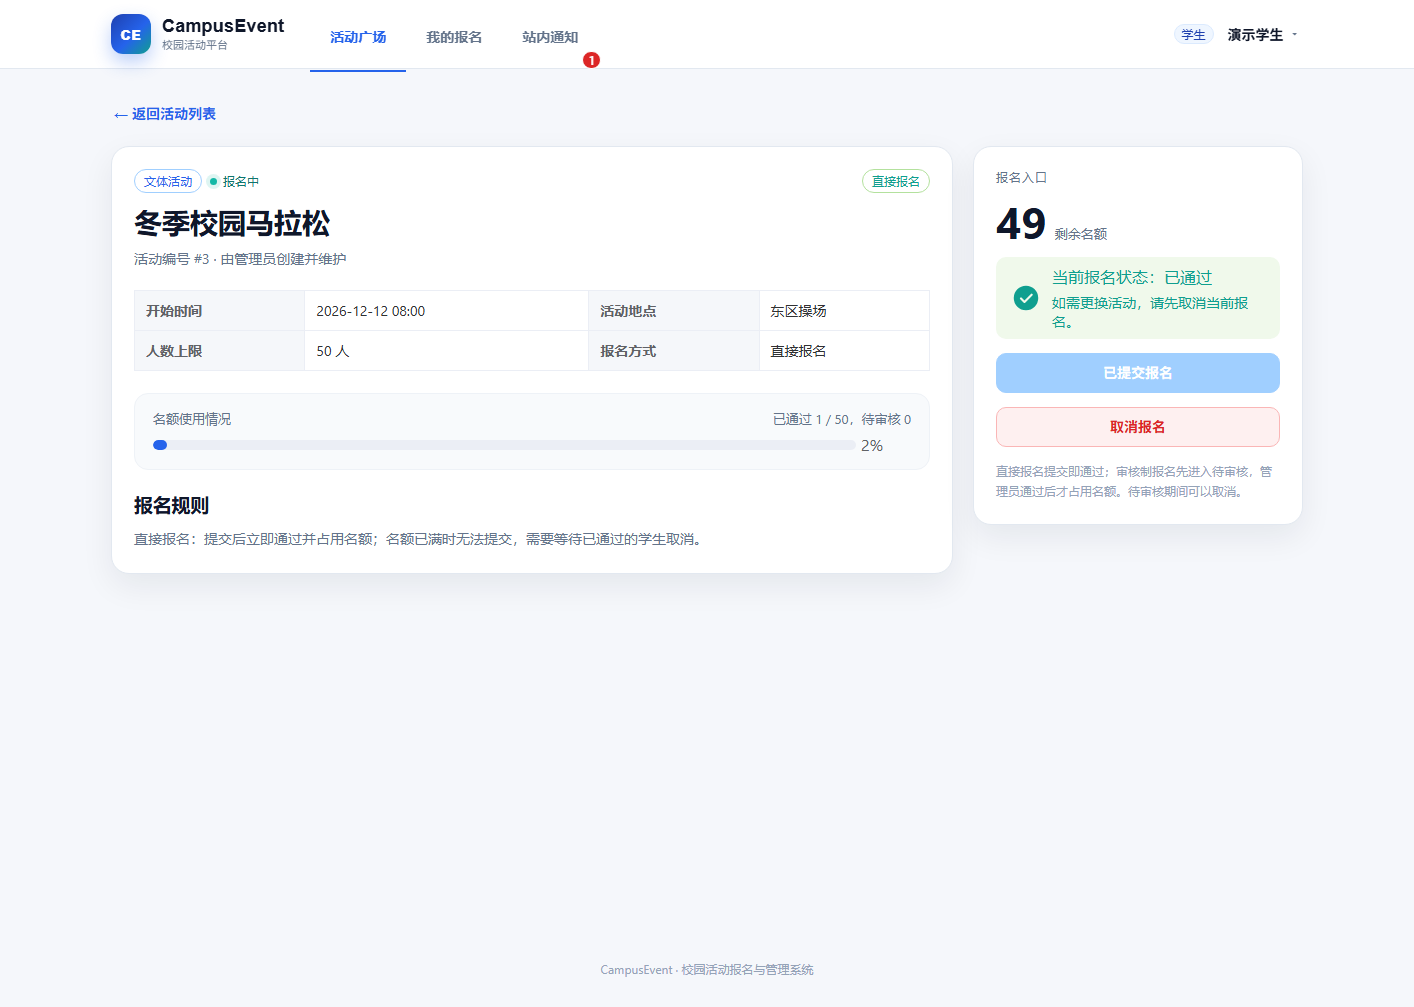 CE
CampusEvent
校园活动平台
活动广场
我的报名
站内通知
1
学生
演示学生
← 返回活动列表
文体活动
报名中
直接报名
冬季校园马拉松
活动编号 #3 · 由管理员创建并维护
开始时间
2026-12-12 08:00
活动地点
东区操场
人数上限
50 人
报名方式
直接报名
名额使用情况
已通过 1 / 50，待审核 0
2%
报名规则
直接报名：提交后立即通过并占用名额；名额已满时无法提交，需要等待已通过的学生取消。
报名入口
49 剩余名额
当前报名状态：已通过
如需更换活动，请先取消当前报
名。
已提交报名
取消报名
直接报名提交即通过；审核制报名先进入待审核，管
理员通过后才占用名额。待审核期间可以取消。
CampusEvent · 校园活动报名与管理系统